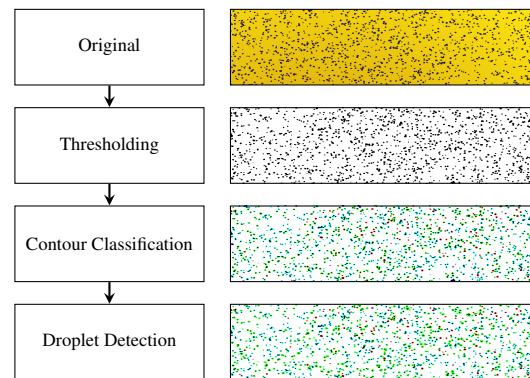 Original
Thresholding
Contour Classification
Droplet Detection